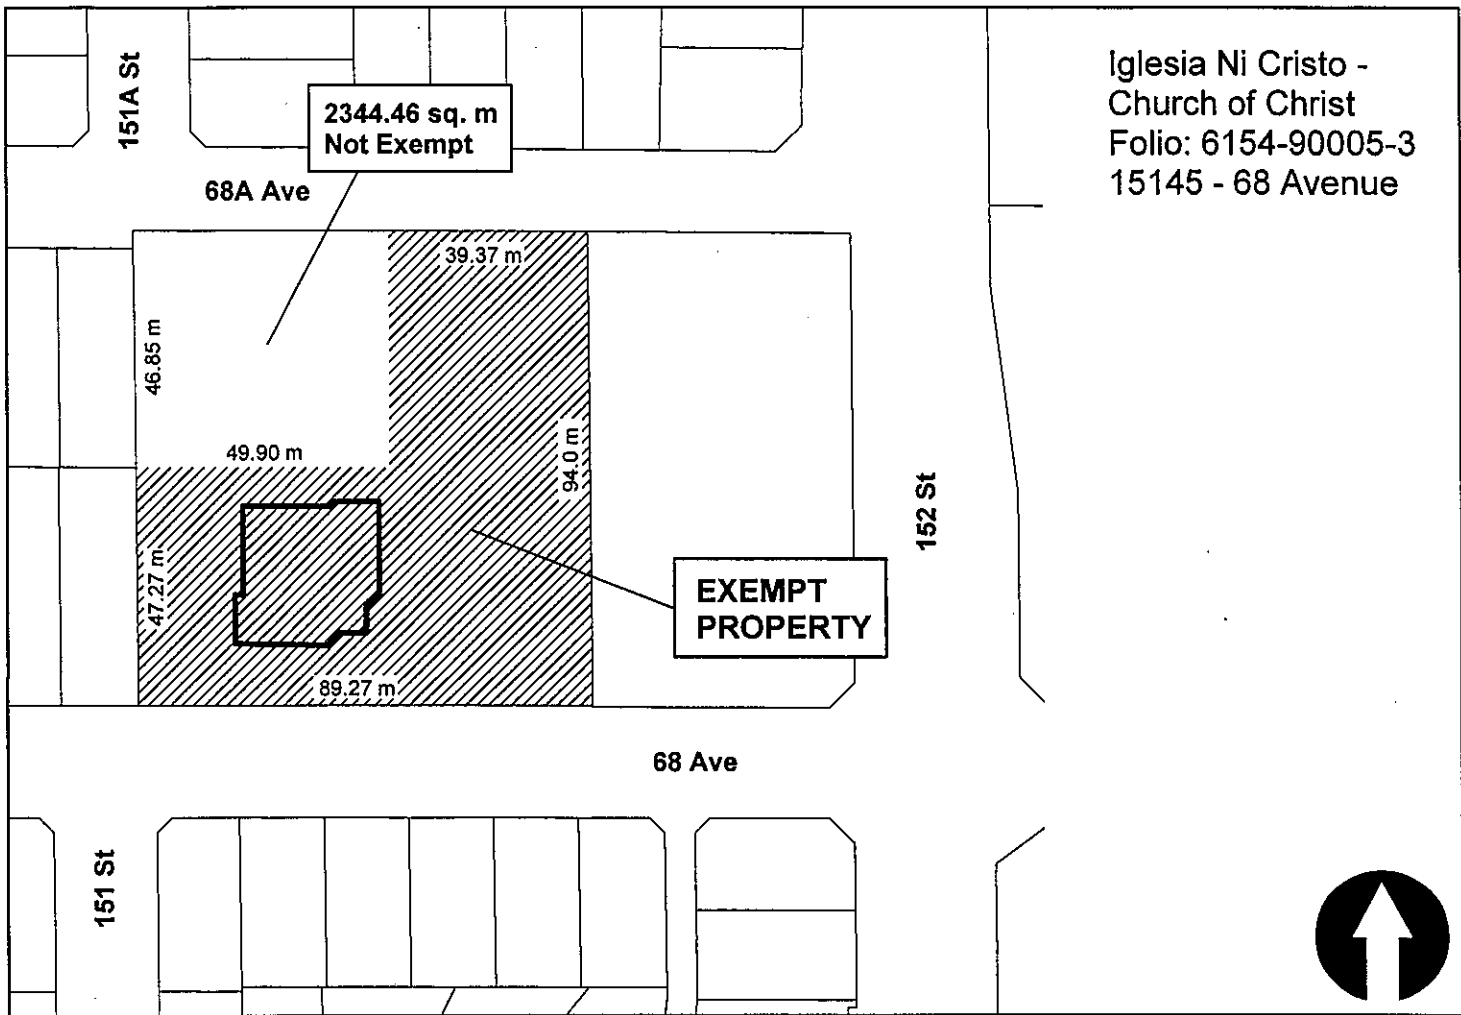 Iglesia Ni Cristo -
Church of Christ
Folio: 6154-90005-3
15145 - 68 Avenue
151A St
2344.46 sq. m
Not Exempt
68A Ave
39.37 m
46.85 m
49.90 m
94.0 m
47.27 m
152 St
EXEMPT
PROPERTY
89.27 m
68 Ave
151 St